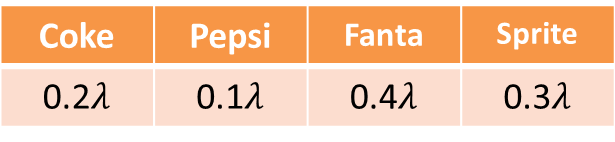 Coke Pepsi Fanta Sprite
0.2λ 0.1λ 0.4λ 0.3λ